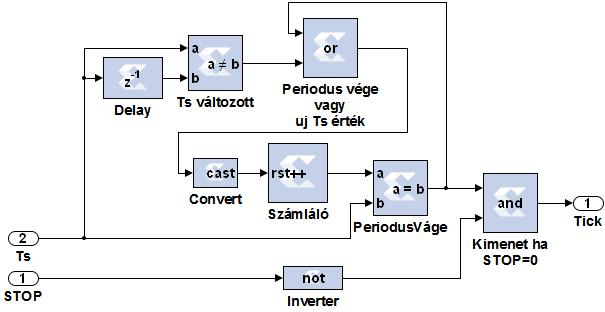 a
a ≠ b
b
z-1
Delay
Ts változott
or
Periodus vége
vagy
uj Ts érték
cast
Convert
rst++
Számláló
a
a = b
b
PeriodusVáge
and
Kimenet ha
STOP=0
1
Tick
2
Ts
1
STOP
not
Inverter